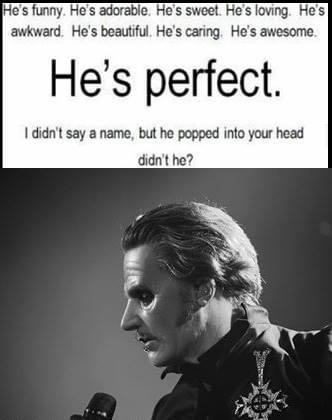 He's funny. He's adorable. He's sweet. He's loving. He's
awkward. He's beautiful. He's caring. He's awesome.
He's perfect.
I didn't say a name, but he popped into your head
didn't he?